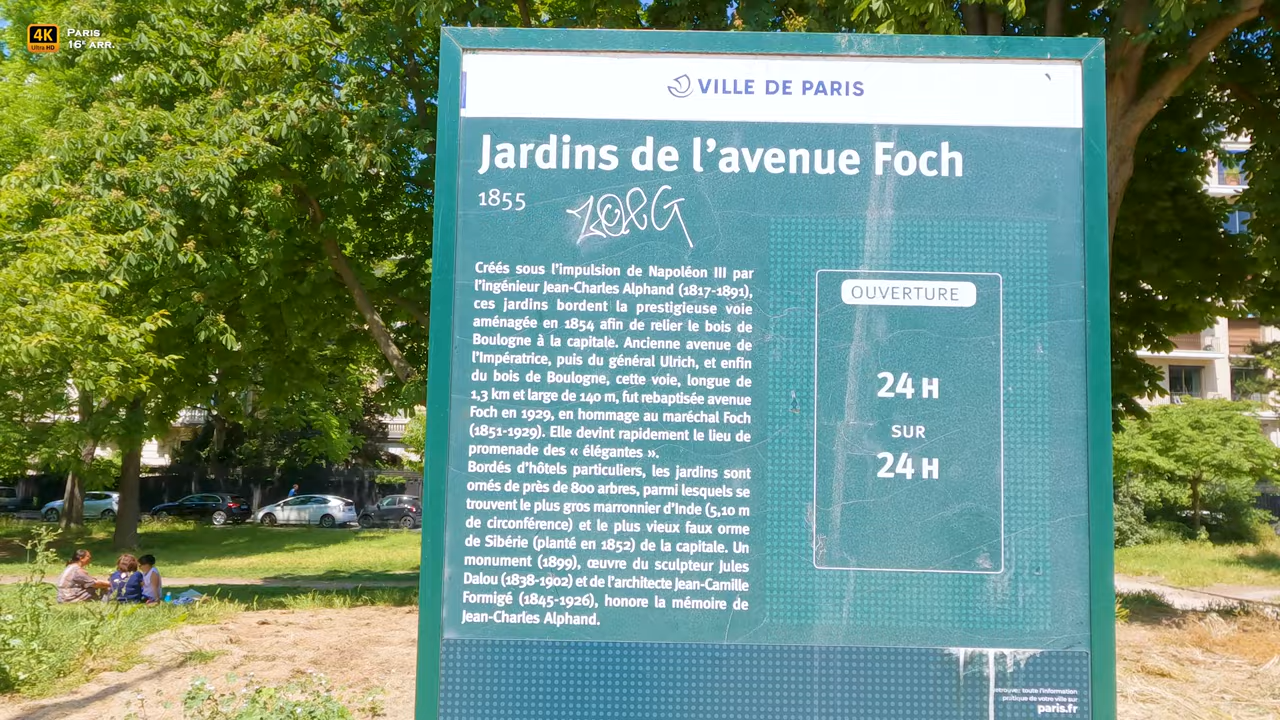 4K
Ultra HD
PARIS
16E ARR.
VILLE DE PARIS
Jardins de l'avenue Foch
1855
Créés sous l'impulsion de Napoléon III par
l'ingénieur Jean-Charles Alphand (1817-1891),
ces jardins bordent la prestigieuse voie
aménagée en 1854 afin de relier le bois de
Boulogne à la capitale. Ancienne avenue de
l'Impératrice, puis du général Ulrich, et enfin
du bois de Boulogne, cette voie, longue de
1,3 km et large de 140 m, fut rebaptisée avenue
Foch en 1929, en hommage au maréchal Foch
(1851-1929). Elle devint rapidement le lieu de
promenade des « élégantes ».
Bordés d'hôtels particuliers, les jardins sont
ornés de près de 800 arbres, parmi lesquels se
trouvent le plus gros marronnier d'Inde (5,10 m
de circonférence) et le plus vieux faux orme
de Sibérie (planté en 1852) de la capitale. Un
monument (1899), œuvre du sculpteur Jules
Dalou (1838-1902) et de l'architecte Jean-Camille
Formigé (1845-1926), honore la mémoire de
Jean-Charles Alphand.
OUVERTURE
24 H
SUR
24 H
toute l'information
pratique de votre ville sur
paris.fr